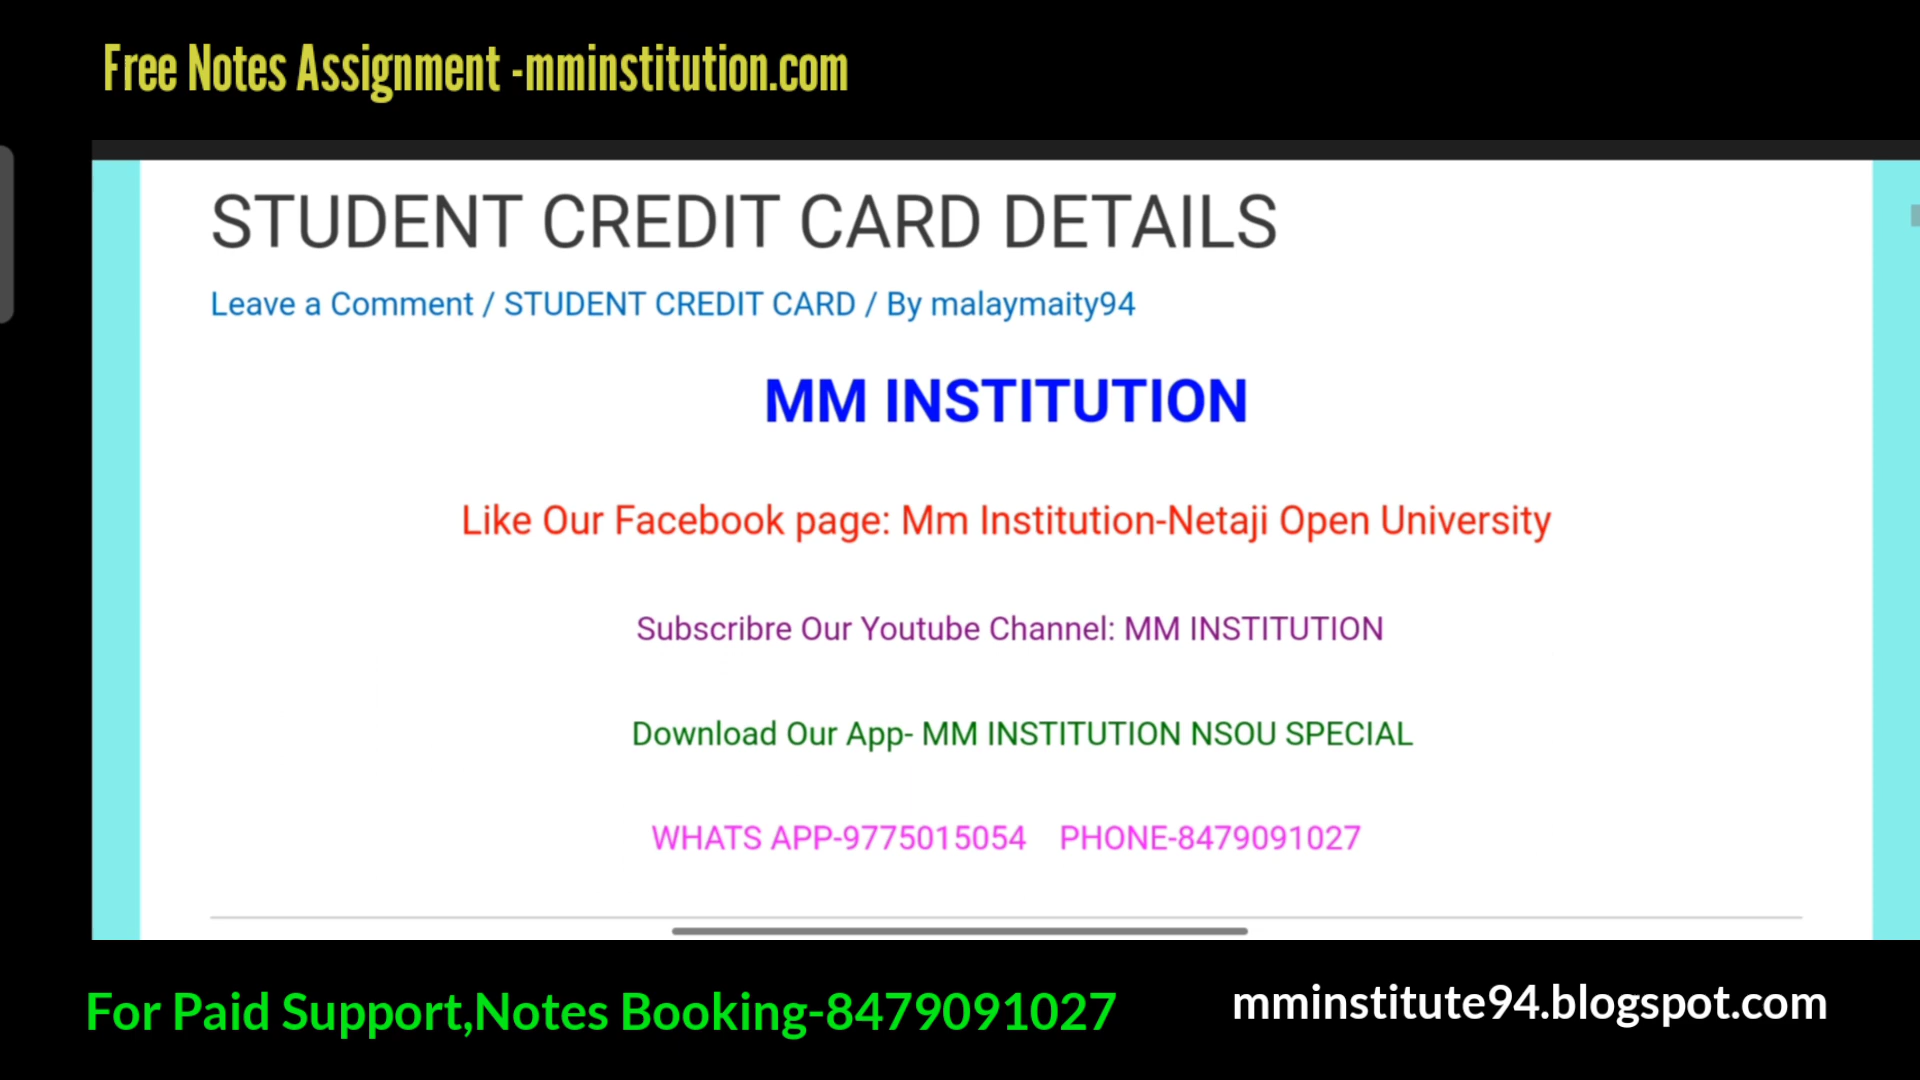 Free Notes Assignment -mminstitution.com
STUDENT CREDIT CARD DETAILS
Leave a Comment / STUDENT CREDIT CARD / By malaymaity94
MM INSTITUTION
Like Our Facebook page: Mm Institution-Netaji Open University
Subscribre Our Youtube Channel: MM INSTITUTION
Download Our App- MM INSTITUTION NSOU SPECIAL
WHATS APP-9775015054 PHONE-8479091027
For Paid Support,Notes Booking-8479091027
mminstitute94.blogspot.com